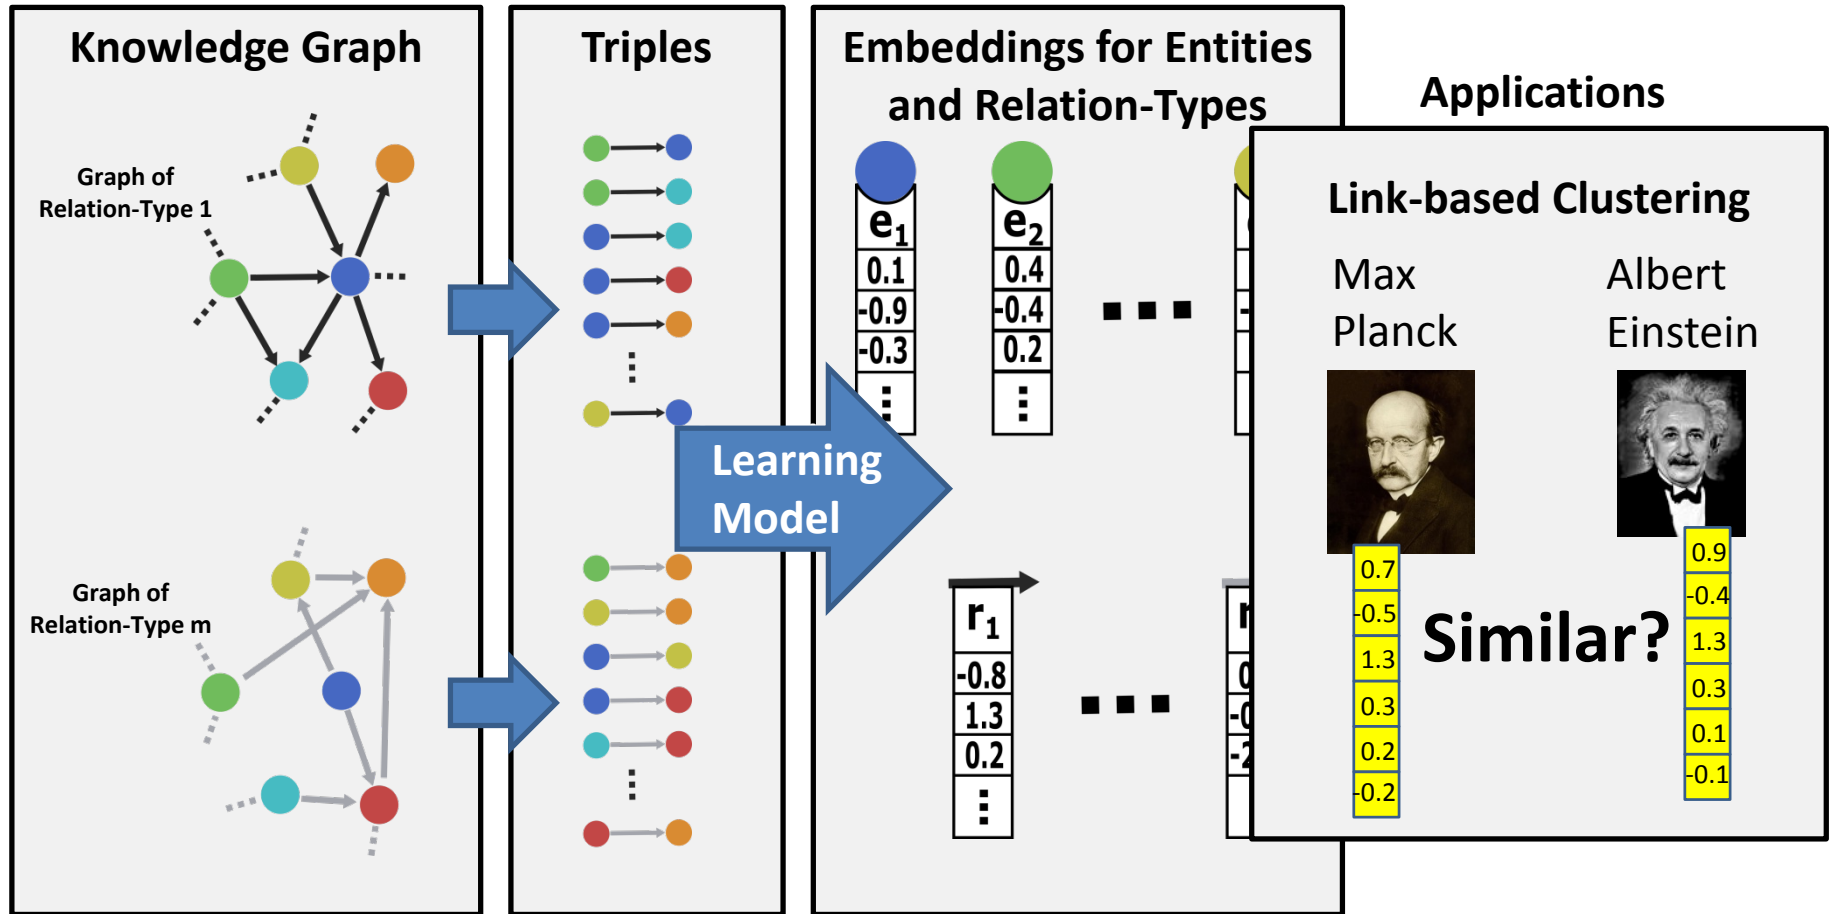 Knowledge Graph
Graph of
Relation-Type 1
Graph of
Relation-Type m
Triples
Learning
Model
Embeddings for Entities
and Relation-Types
e1
0.1
-0.9
-0.3
e2
0.4
-0.4
0.2
r1
-0.8
1.3
0.2
Applications
Link-based Clustering
Max
Planck
Albert
Einstein
0.7
-0.5
1.3
0.3
0.2
-0.2
Similar?
0.9
-0.4
1.3
0.3
0.1
-0.1